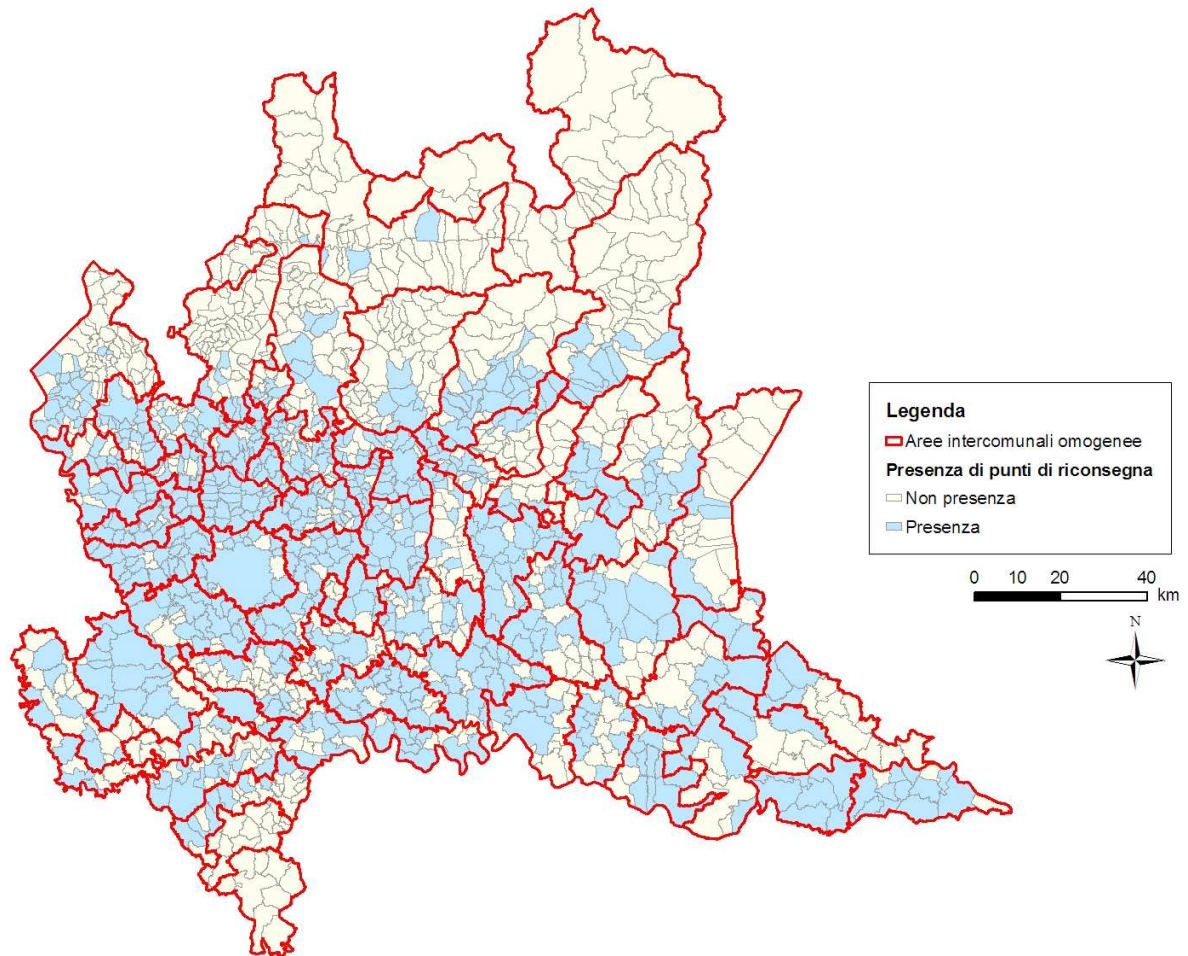 Legenda
Aree intercomunali omogenee
Presenza di punti di riconsegna
Non presenza
Presenza
0 10 20 40
km
N